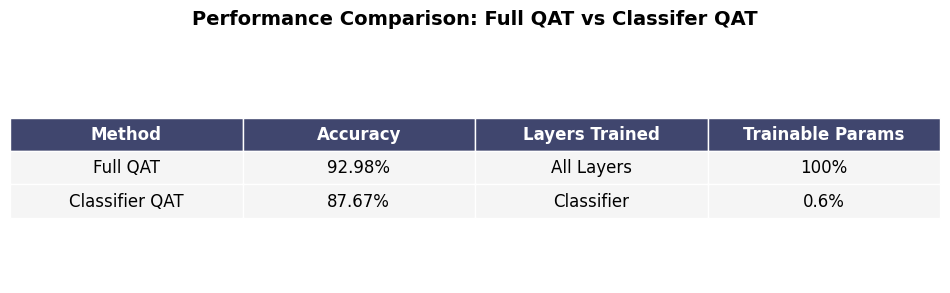 Performance Comparison: Full QAT vs Classifer QAT
Method Accuracy Layers Trained Trainable Params
Full QAT 92.98% All Layers 100%
Classifier QAT 87.67% Classifier 0.6%